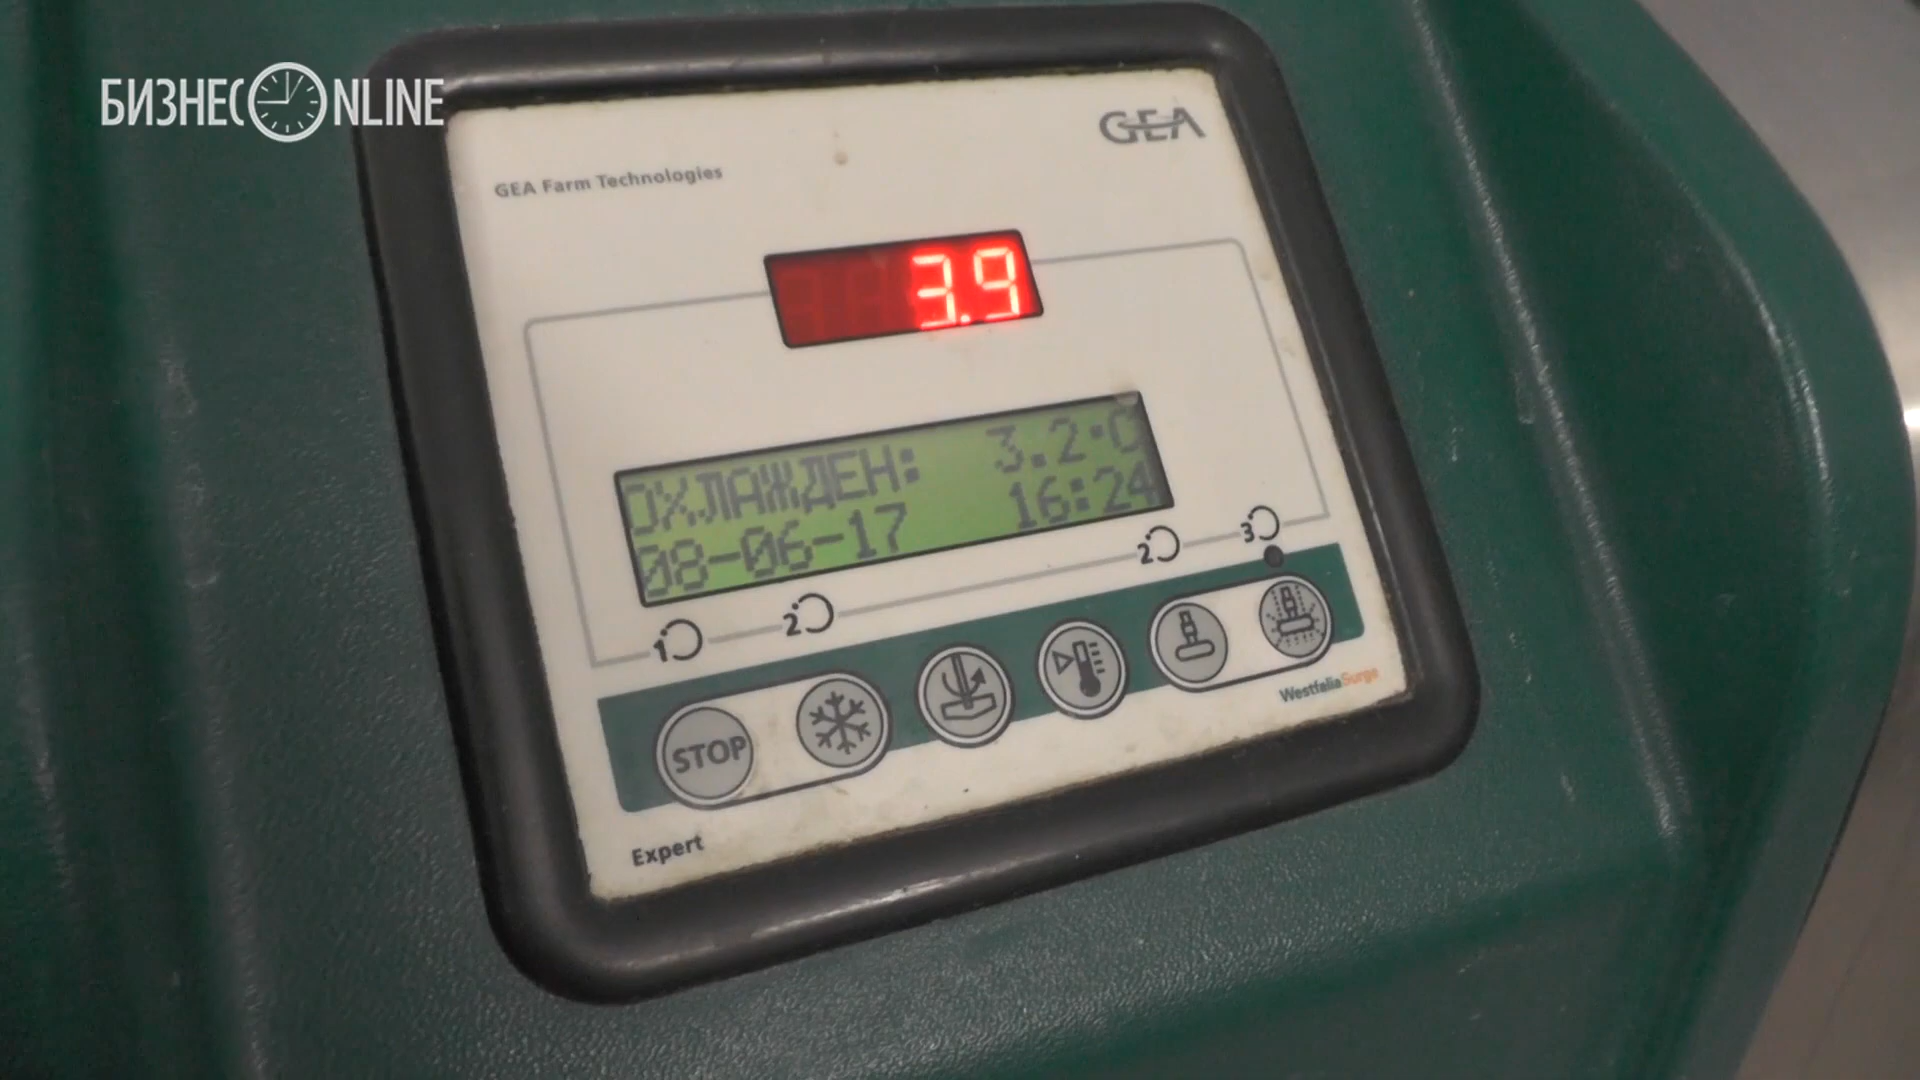 БИЗНЕС ONLINE
GEA
GEA Farm Technologies
3.9
ОХЛАЖДЕН: 3.2°C
08-06-17 16:24
1 2 2 3
STOP
WestfaliaSurge
Expert